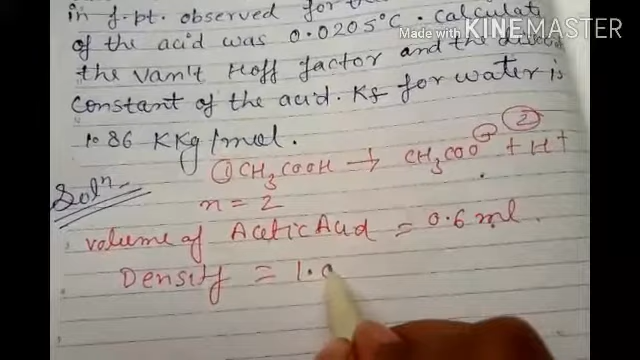 in f.pt. observed for the
of the acid was 0.0205°C. Calculate
Made with KINEMASTER
the Van't Hoff factor and the
Constant of the acid. Kf for water is
1.86 KKg/mol.
Solⁿ-
① CH₃COOH → CH₃COO⊖ + H+ ②
n = 2
Volume of Acetic Acid = 0.6 ml.
Density = 1.0